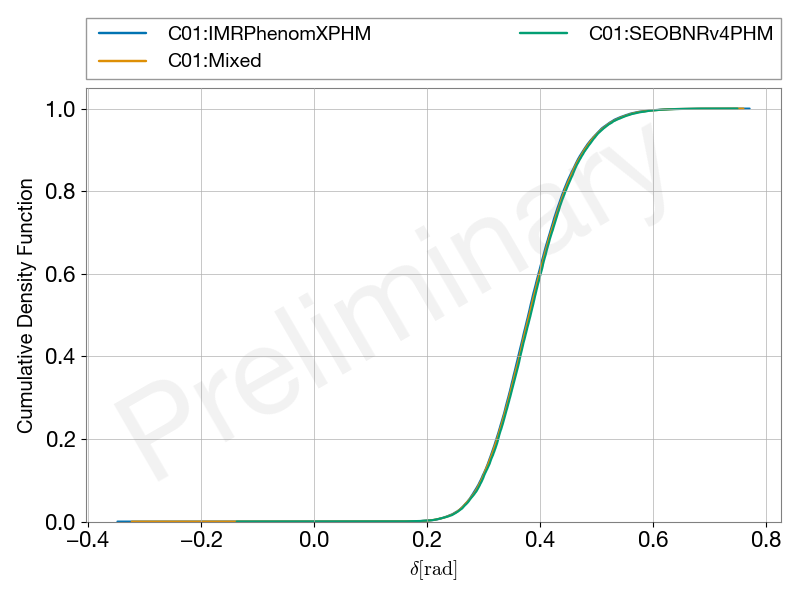 C01:IMRPhenomXPHM
C01:Mixed
C01:SEOBNRv4PHM
1.0
0.8
0.6
0.4
0.2
0.0
Cumulative Density Function
Preliminary
−0.4 −0.2 0.0 0.2 0.4 0.6 0.8
δ[rad]